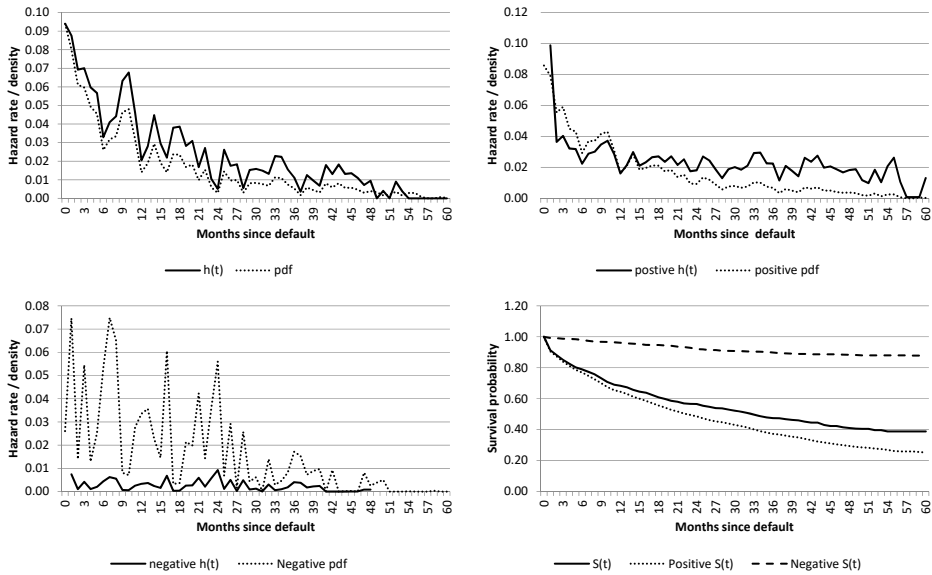 0.10
0.09
0.08
0.07
0.06
0.05
0.04
0.03
0.02
0.01
0.00
Hazard rate / density
0 3 6 9 12 15 18 21 24 27 30 33 36 39 42 45 48 51 54 57 60
Months since default
h(t) pdf
0.12
0.10
0.08
0.06
0.04
0.02
0.00
Hazard rate / density
0 3 6 9 12 15 18 21 24 27 30 33 36 39 42 45 48 51 54 57 60
Months since default
postive h(t) positive pdf
0.08
0.07
0.06
0.05
0.04
0.03
0.02
0.01
0.00
Hazard rate / density
0 3 6 9 12 15 18 21 24 27 30 33 36 39 42 45 48 51 54 57 60
Months since default
negative h(t) Negative pdf
1.20
1.00
0.80
0.60
0.40
0.20
0.00
Survival probability
0 3 6 9 12 15 18 21 24 27 30 33 36 39 42 45 48 51 54 57 60
Months since default
S(t) Positive S(t) Negative S(t)